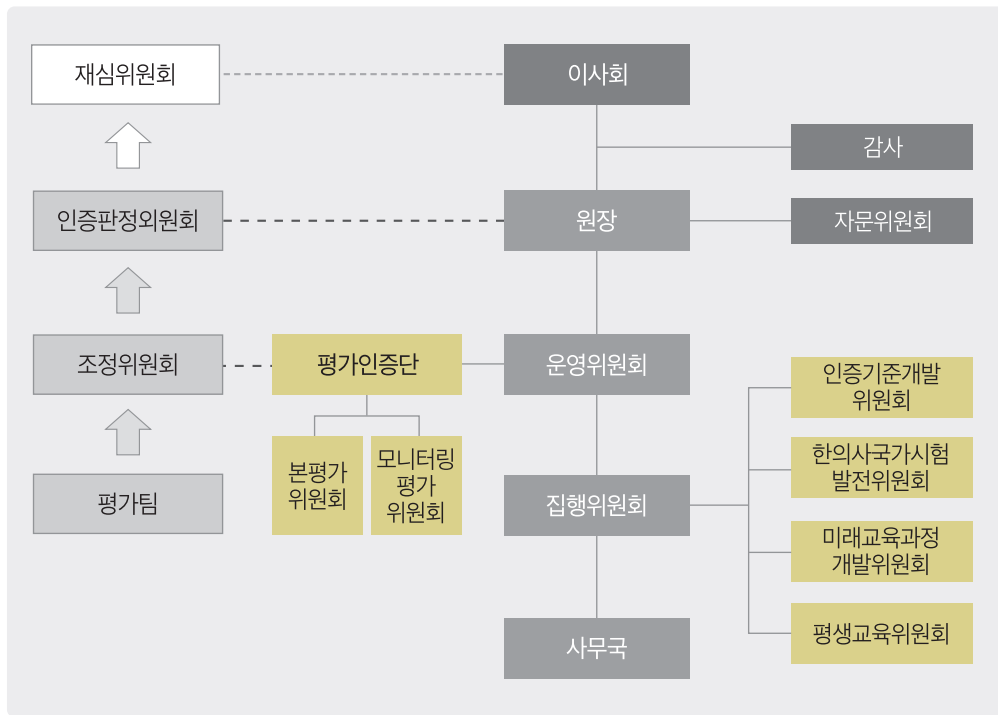 재심위원회
이사회
감사
인증판정외원회
원장
자문위원회
조정위원회
평가인증단
운영위원회
본평가
위원회
모니터링
평가
위원회
평가팀
집행위원회
인증기준개발
위원회
한의사국가시험
발전위원회
미래교육과정
개발위원회
평생교육위원회
사무국